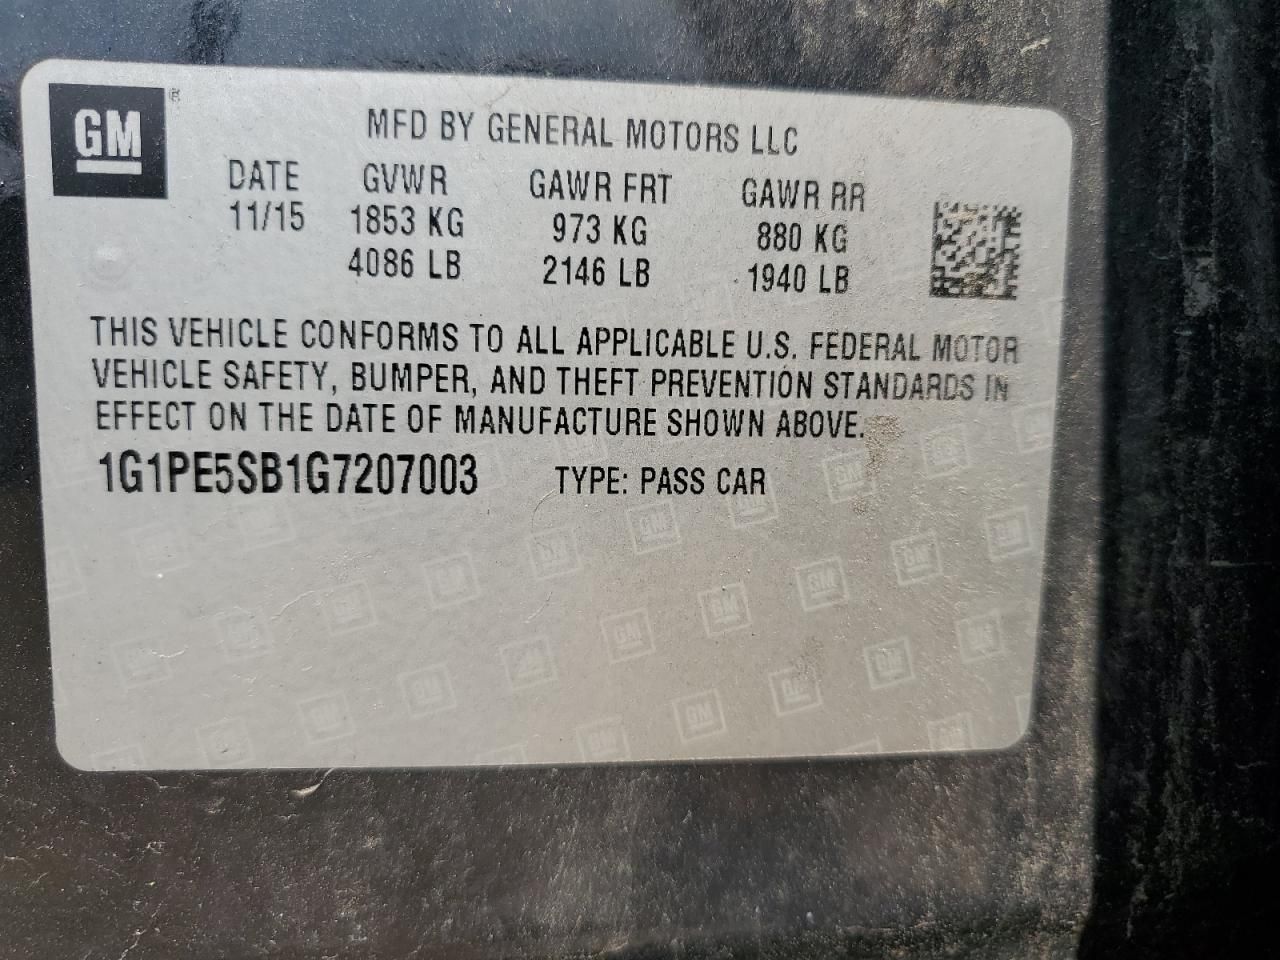 GM ®
MFD BY GENERAL MOTORS LLC
DATE GVWR GAWR FRT GAWR RR
11/15 1853 KG 973 KG 880 KG
4086 LB 2146 LB 1940 LB
THIS VEHICLE CONFORMS TO ALL APPLICABLE U.S. FEDERAL MOTOR
VEHICLE SAFETY, BUMPER, AND THEFT PREVENTION STANDARDS IN
EFFECT ON THE DATE OF MANUFACTURE SHOWN ABOVE.
1G1PE5SB1G7207003 TYPE: PASS CAR